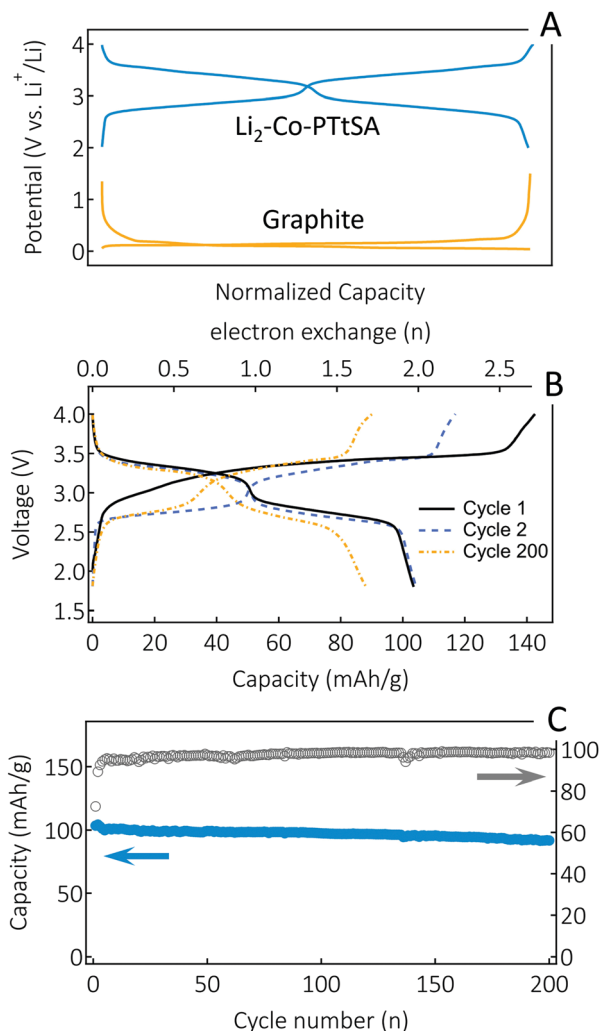 A
Potential (V vs. Li⁺/Li)
4
3
2
1
0
Li₂-Co-PTtSA
Graphite
Normalized Capacity
electron exchange (n)
0.0 0.5 1.0 1.5 2.0 2.5
B
Voltage (V)
4.0
3.5
3.0
2.5
2.0
1.5
Cycle 1
Cycle 2
Cycle 200
0 20 40 60 80 100 120 140
Capacity (mAh/g)
C
Capacity (mAh/g)
150
100
50
0
100
80
60
40
20
0
0 50 100 150 200
Cycle number (n)